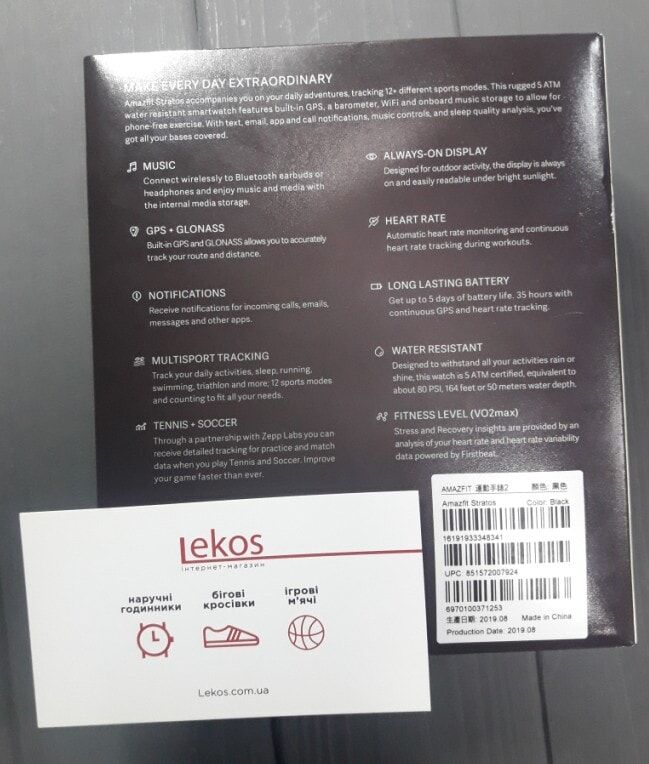 MAKE EVERY DAY EXTRAORDINARY
Amazfit Stratos accompanies you on your daily adventures, tracking 12+ different sports modes. This rugged 5 ATM
water resistant smartwatch features built-in GPS, a barometer, WiFi and onboard music storage to allow for
phone-free exercise. With text, email, app and call notifications, music controls, and sleep quality analysis, you've
got all your bases covered.
MUSIC
Connect wirelessly to Bluetooth earbuds or
headphones and enjoy music and media with
the internal media storage.
GPS + GLONASS
Built-in GPS and GLONASS allows you to accurately
track your route and distance.
NOTIFICATIONS
Receive notifications for incoming calls, emails,
messages and other apps.
MULTISPORT TRACKING
Track your daily activities, sleep, running,
swimming, triathlon and more; 12 sports modes
and counting to fit all your needs.
TENNIS + SOCCER
Through a partnership with Zepp Labs you can
receive detailed tracking for practice and match
data when you play Tennis and Soccer. Improve
your game faster than ever.
ALWAYS-ON DISPLAY
Designed for outdoor activity, the display is always
on and easily readable under bright sunlight.
HEART RATE
Automatic heart rate monitoring and continuous
heart rate tracking during workouts.
LONG LASTING BATTERY
Get up to 5 days of battery life, 35 hours with
continuous GPS and heart rate tracking.
WATER RESISTANT
Designed to withstand all your activities rain or
shine, this watch is 5 ATM certified, equivalent to
about 80 PSI, 164 feet or 50 meters water depth.
FITNESS LEVEL (VO2max)
Stress and Recovery insights are provided by an
analysis of your heart rate and heart rate variability
data powered by Firstbeat.
AMAZFIT 運動手錶2 顏色: 黑色
Amazfit Stratos Color: Black
16191933348341
UPC: 851572007924
6970100371253
生產日期: 2019.08 Made in China
Production Date: 2019.08
Lekos
інтернет-магазин
наручні
годинники
бігові
кросівки
ігрові
м'ячі
Lekos.com.ua